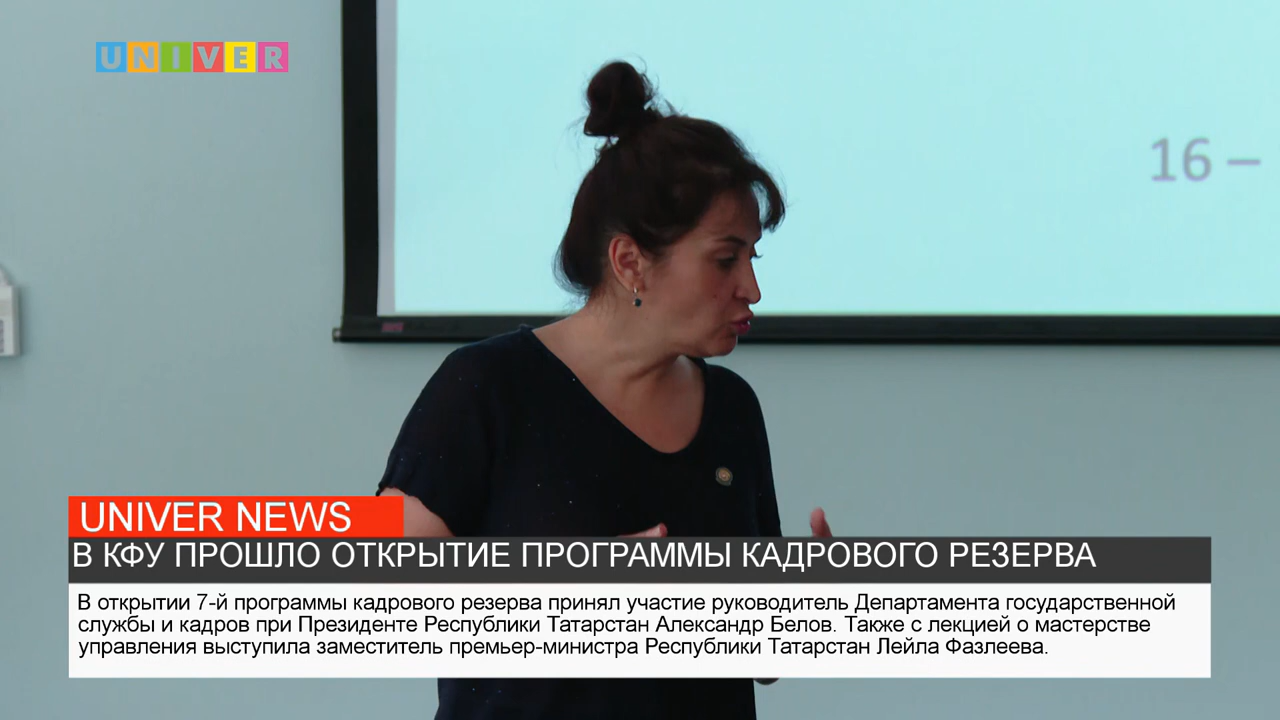 UNIVER
16 –
UNIVER NEWS
В КФУ ПРОШЛО ОТКРЫТИЕ ПРОГРАММЫ КАДРОВОГО РЕЗЕРВА
В открытии 7-й программы кадрового резерва принял участие руководитель Департамента государственной
службы и кадров при Президенте Республики Татарстан Александр Белов. Также с лекцией о мастерстве
управления выступила заместитель премьер-министра Республики Татарстан Лейла Фазлеева.